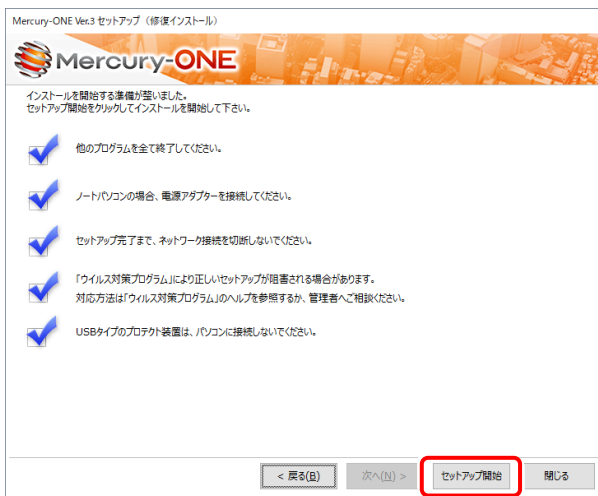 Mercury-ONE Ver.3 セットアップ（修復インストール）
Mercury-ONE
インストールを開始する準備が整いました。
セットアップ開始をクリックしてインストールを開始して下さい。
他のプログラムを全て終了してください。
ノートパソコンの場合、電源アダプターを接続してください。
セットアップ完了まで、ネットワーク接続を切断しないでください。
「ウイルス対策プログラム」により正しいセットアップが阻害される場合があります。
対応方法は「ウィルス対策プログラム」のヘルプを参照するか、管理者へご相談ください。
USBタイプのプロテクト装置は、パソコンに接続しないでください。
< 戻る(B) 次へ(N) > セットアップ開始 閉じる